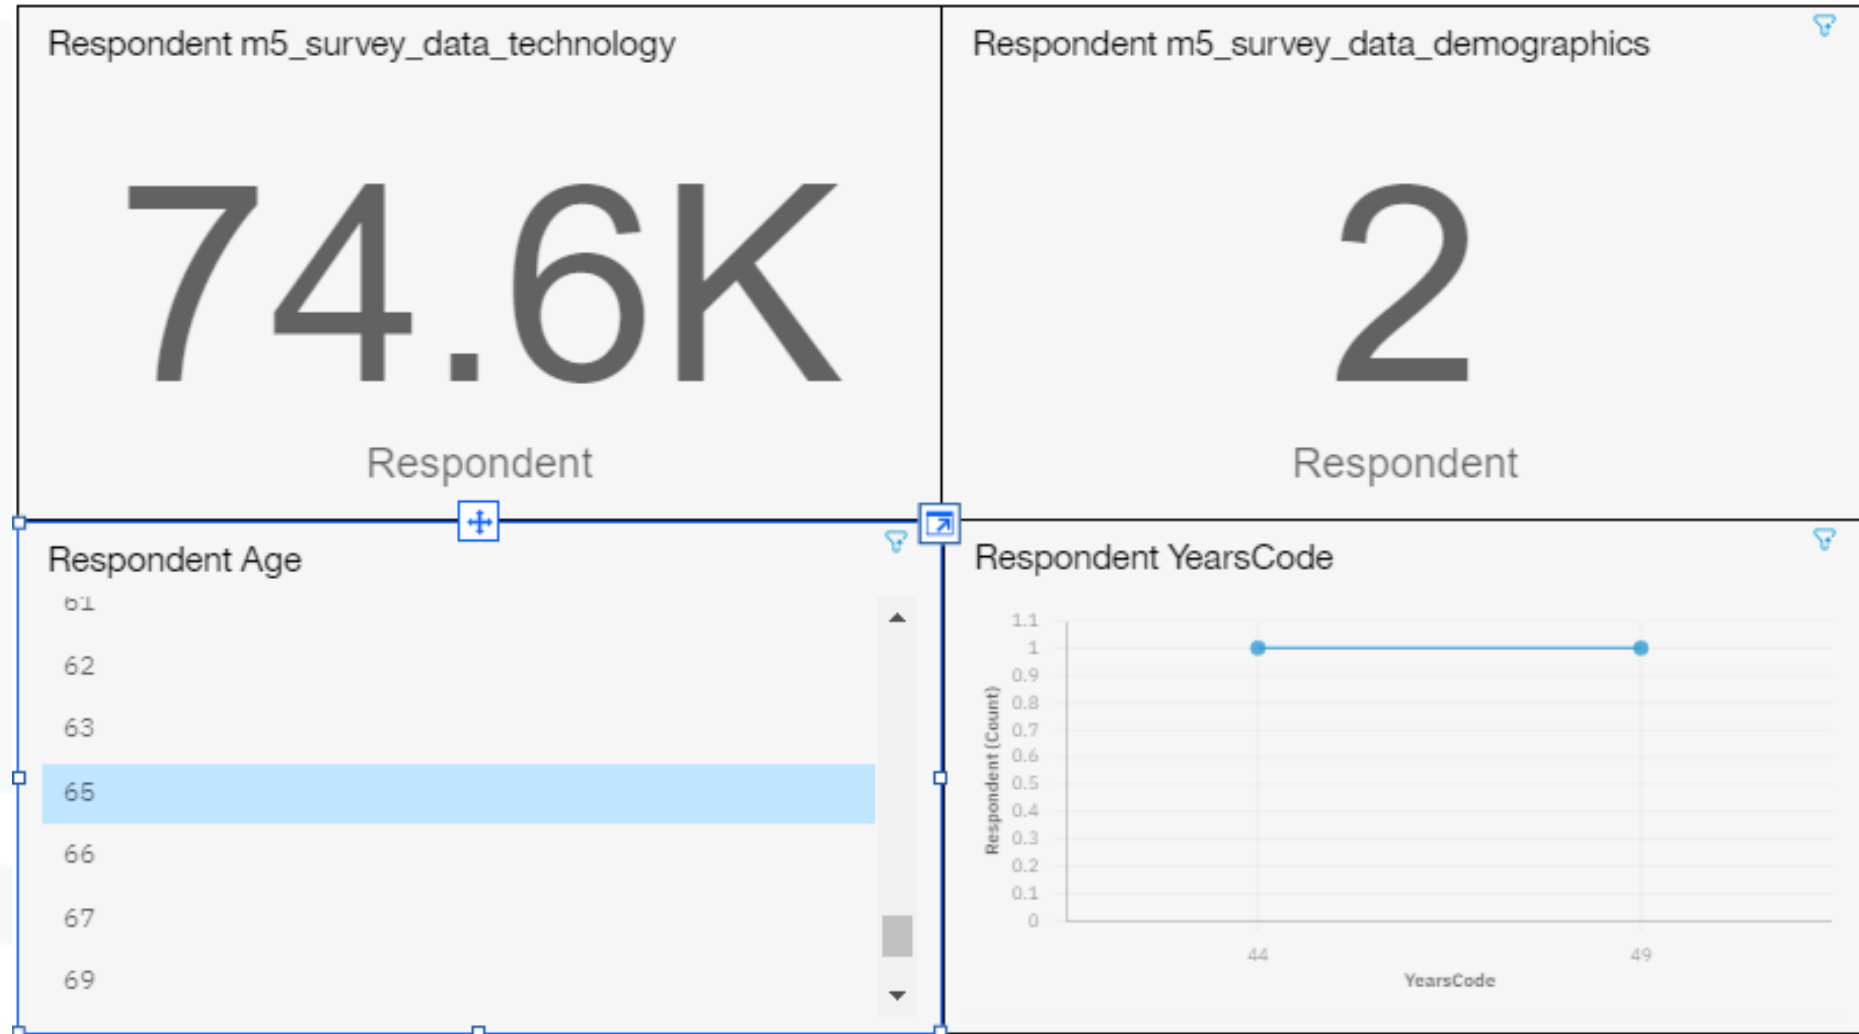 Respondent m5_survey_data_technology
74.6K
Respondent
Respondent m5_survey_data_demographics
2
Respondent
Respondent Age
61
62
63
65
66
67
69
Respondent YearsCode
Respondent (Count)
1.1
1
0.9
0.8
0.7
0.6
0.5
0.4
0.3
0.2
0.1
0
44
49
YearsCode